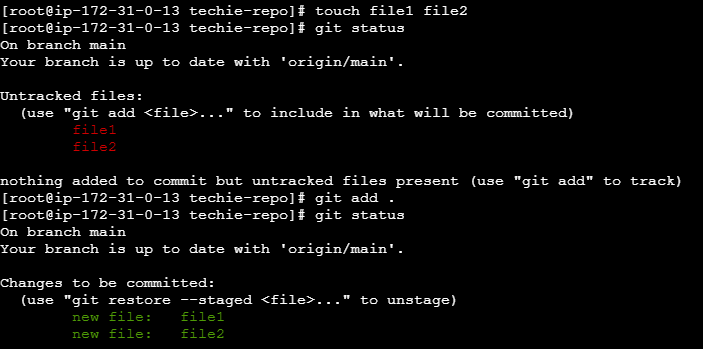 [root@ip-172-31-0-13 techie-repo]# touch file1 file2
[root@ip-172-31-0-13 techie-repo]# git status
On branch main
Your branch is up to date with 'origin/main'.

Untracked files:
  (use "git add <file>..." to include in what will be committed)
        file1
        file2

nothing added to commit but untracked files present (use "git add" to track)
[root@ip-172-31-0-13 techie-repo]# git add .
[root@ip-172-31-0-13 techie-repo]# git status
On branch main
Your branch is up to date with 'origin/main'.

Changes to be committed:
  (use "git restore --staged <file>..." to unstage)
        new file:   file1
        new file:   file2